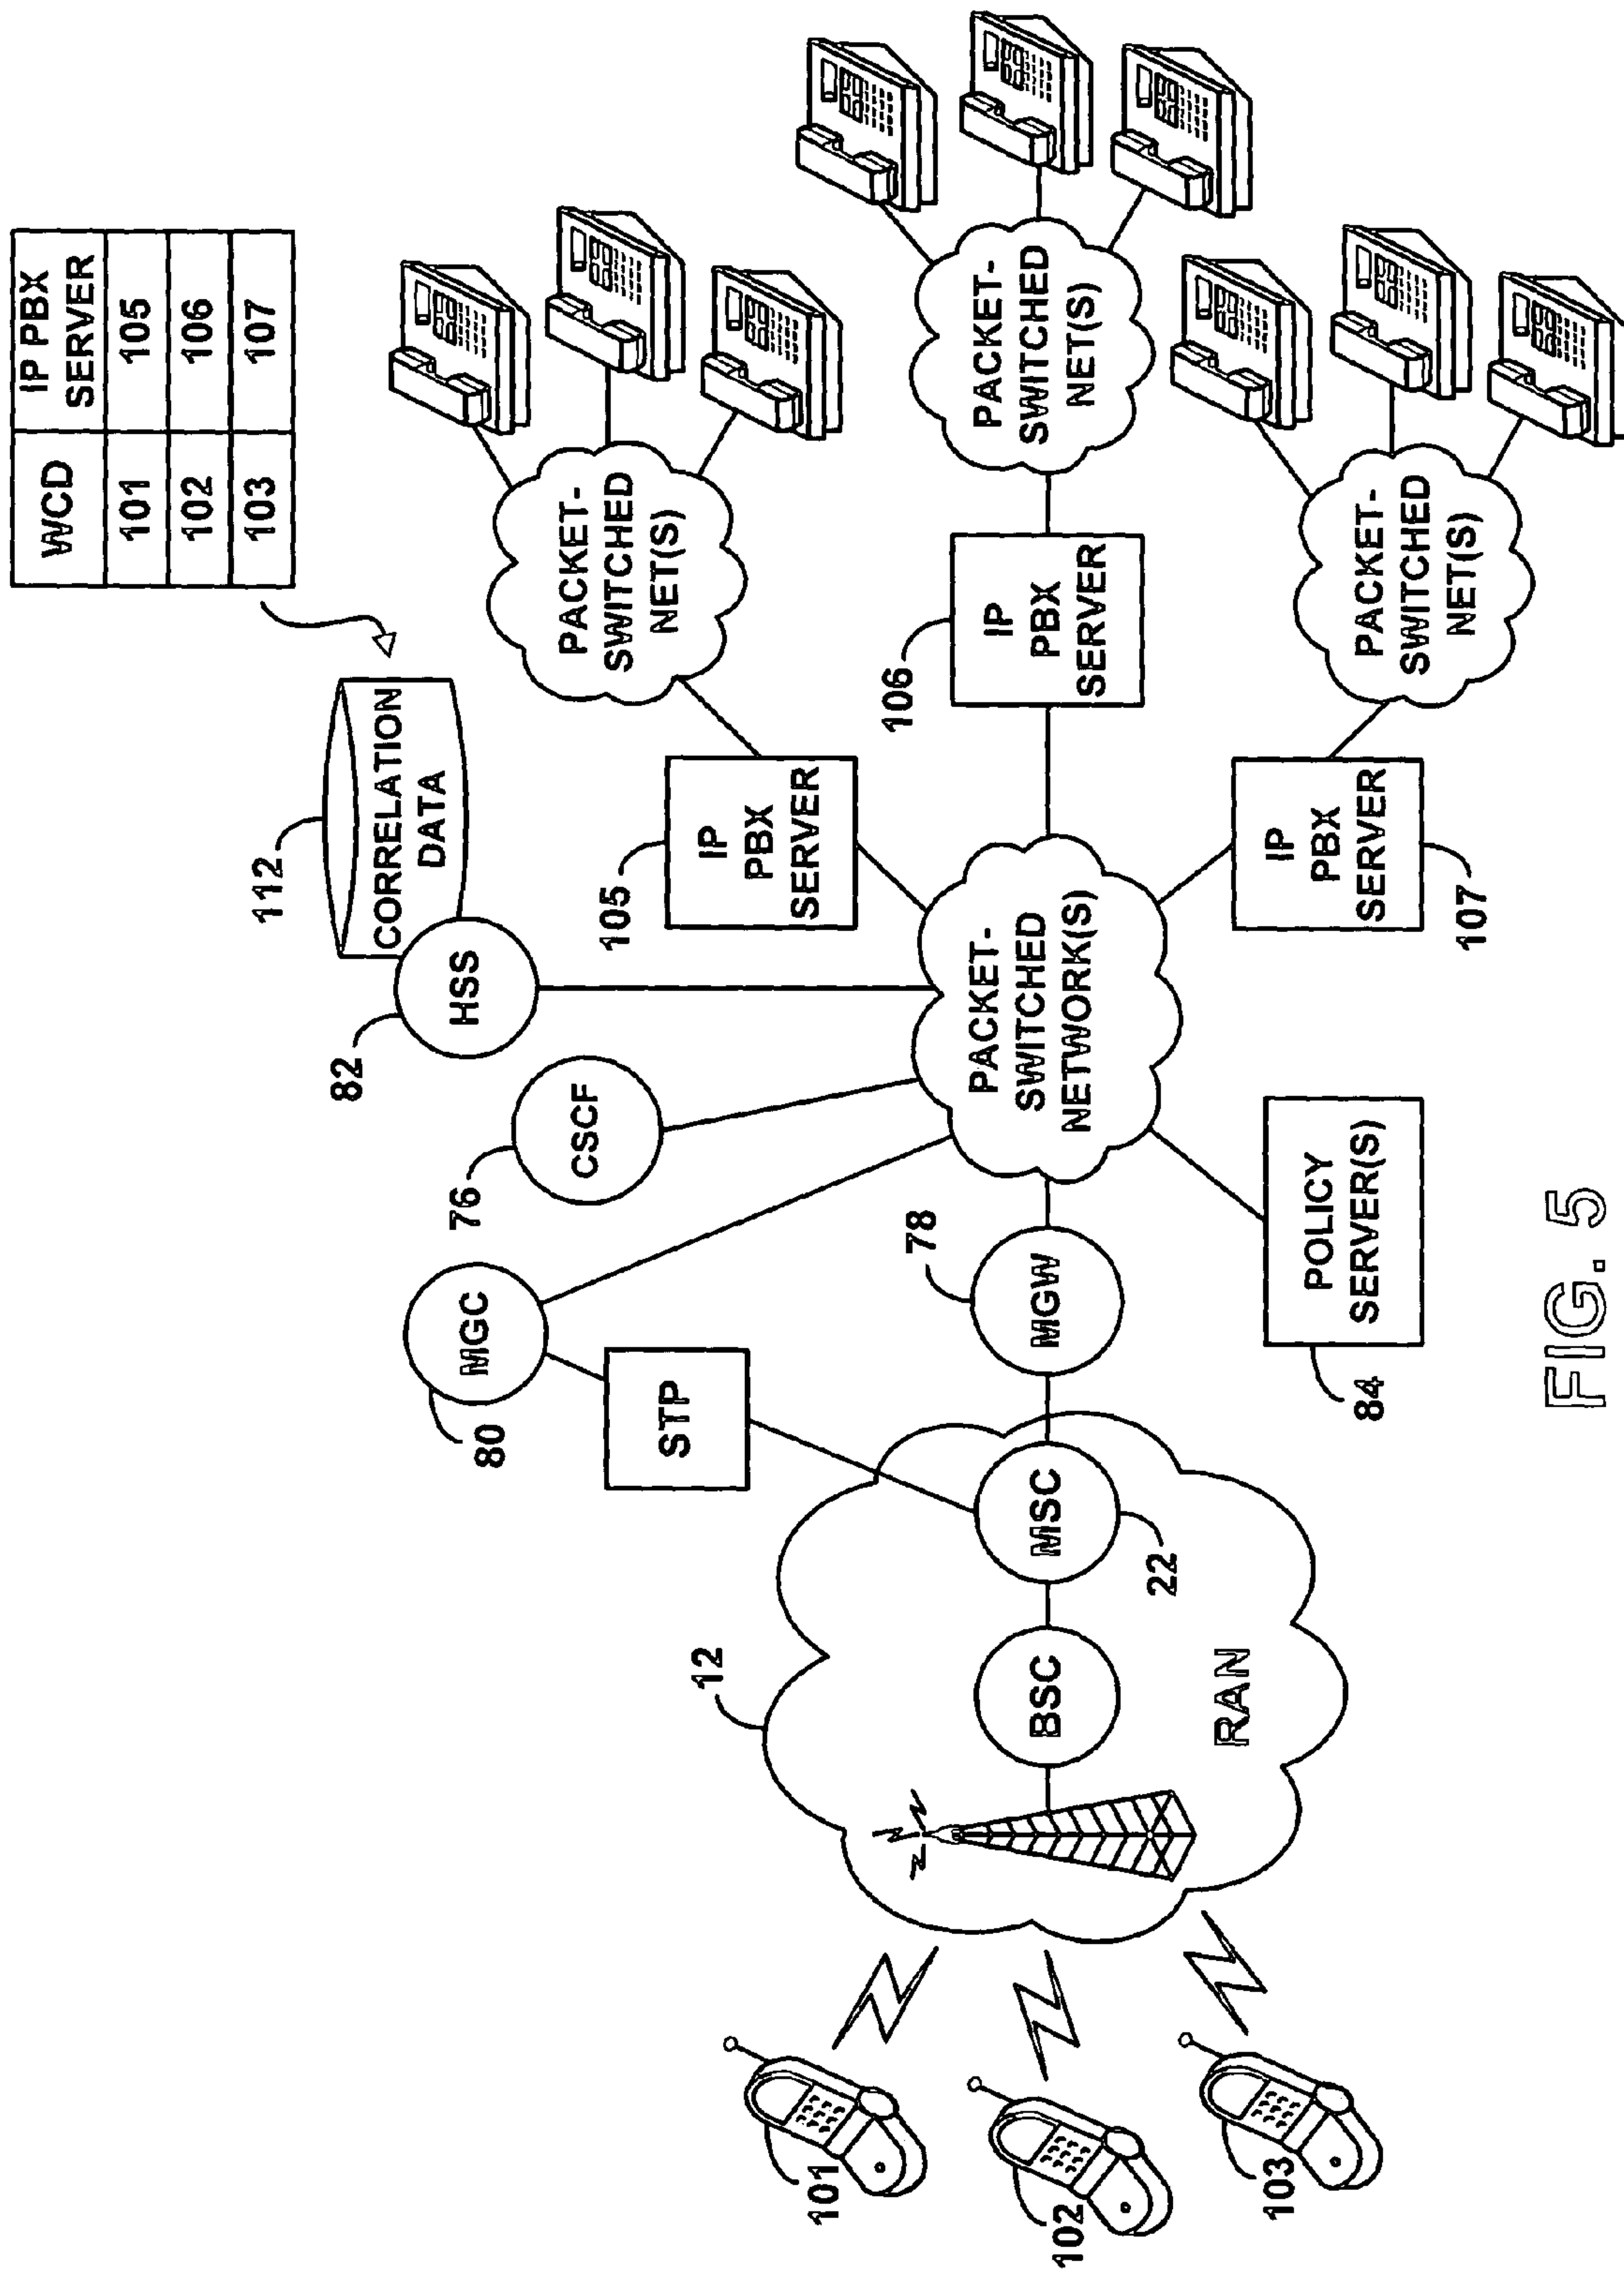 WCD
IP PBX
SERVER
101
105
102
106
103
107
112
CORRELATION
DATA
82
HSS
76
CSCF
80
MGC
STP
105
IP
PBX
SERVER
PACKET-
SWITCHED
NET(S)
12
BSC
MSC
22
RAN
78
MGW
PACKET-
SWITCHED
NETWORK(S)
106
IP
PBX
SERVER
PACKET-
SWITCHED
NET(S)
84
POLICY
SERVER(S)
107
IP
PBX
SERVER
PACKET-
SWITCHED
NET(S)
101
102
103
FIG. 5